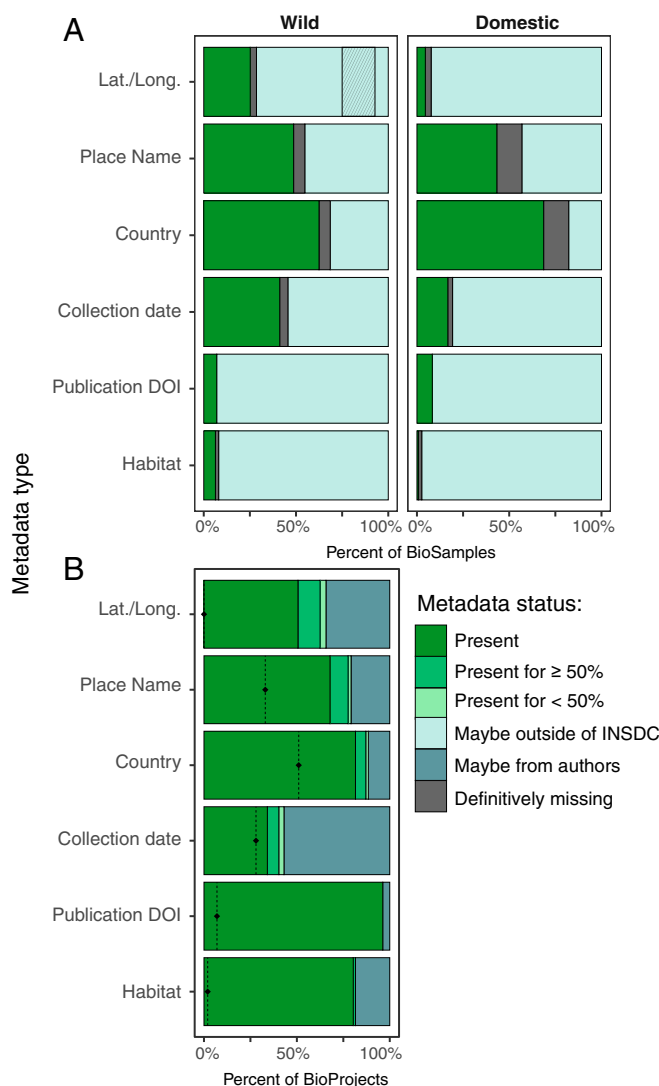 A
Wild
Domestic
Lat./Long.
Place Name
Country
Collection date
Publication DOI
Habitat
0%
50%
100%
0%
50%
100%
Percent of BioSamples
Metadata type
B
Lat./Long.
Place Name
Country
Collection date
Publication DOI
Habitat
0%
50%
100%
Percent of BioProjects
Metadata status:
Present
Present for ≥ 50%
Present for < 50%
Maybe outside of INSDC
Maybe from authors
Definitively missing